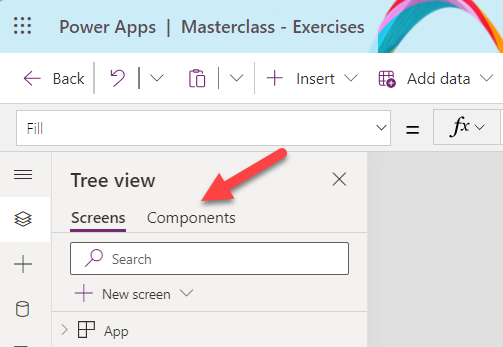 Power Apps | Masterclass - Exercises
Back Insert Add data
Fill = fx
Tree view
Screens Components
Search
New screen
App